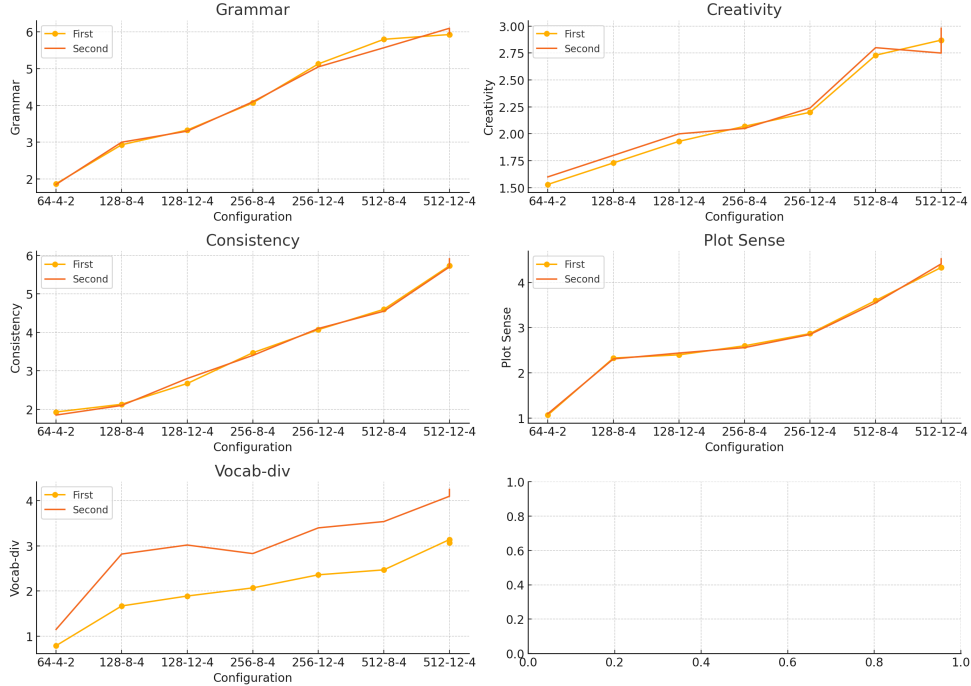 Grammar
First
Second
Grammar
6
5
4
3
2
64-4-2 128-8-4 128-12-4 256-8-4 256-12-4 512-8-4 512-12-4
Configuration
Creativity
First
Second
Creativity
3.00
2.75
2.50
2.25
2.00
1.75
1.50
64-4-2 128-8-4 128-12-4 256-8-4 256-12-4 512-8-4 512-12-4
Configuration
Consistency
First
Second
Consistency
6
5
4
3
2
64-4-2 128-8-4 128-12-4 256-8-4 256-12-4 512-8-4 512-12-4
Configuration
Plot Sense
First
Second
Plot Sense
4
3
2
1
64-4-2 128-8-4 128-12-4 256-8-4 256-12-4 512-8-4 512-12-4
Configuration
Vocab-div
First
Second
Vocab-div
4
3
2
1
64-4-2 128-8-4 128-12-4 256-8-4 256-12-4 512-8-4 512-12-4
Configuration
1.0
0.8
0.6
0.4
0.2
0.0
0.0 0.2 0.4 0.6 0.8 1.0